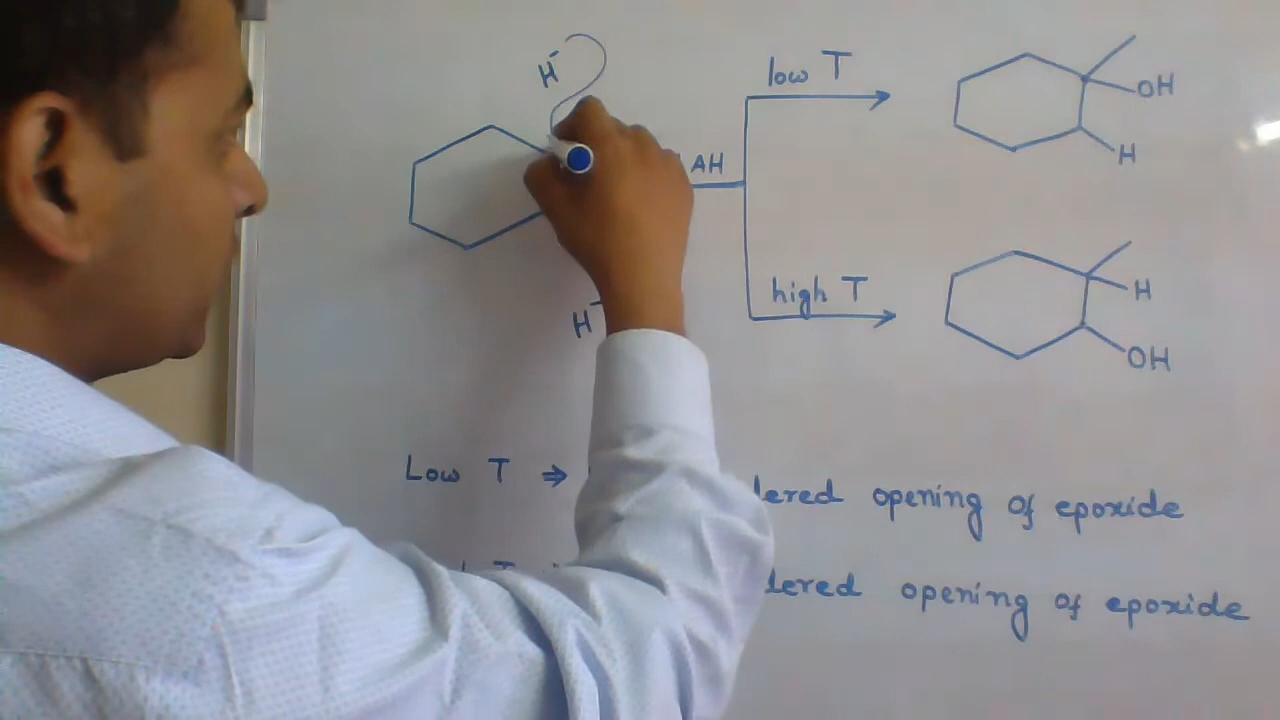 H⁻
low T
OH
AH
H
high T
H
H⁻
OH
Low T ⇒ dered opening of epoxide
T dered opening of epoxide